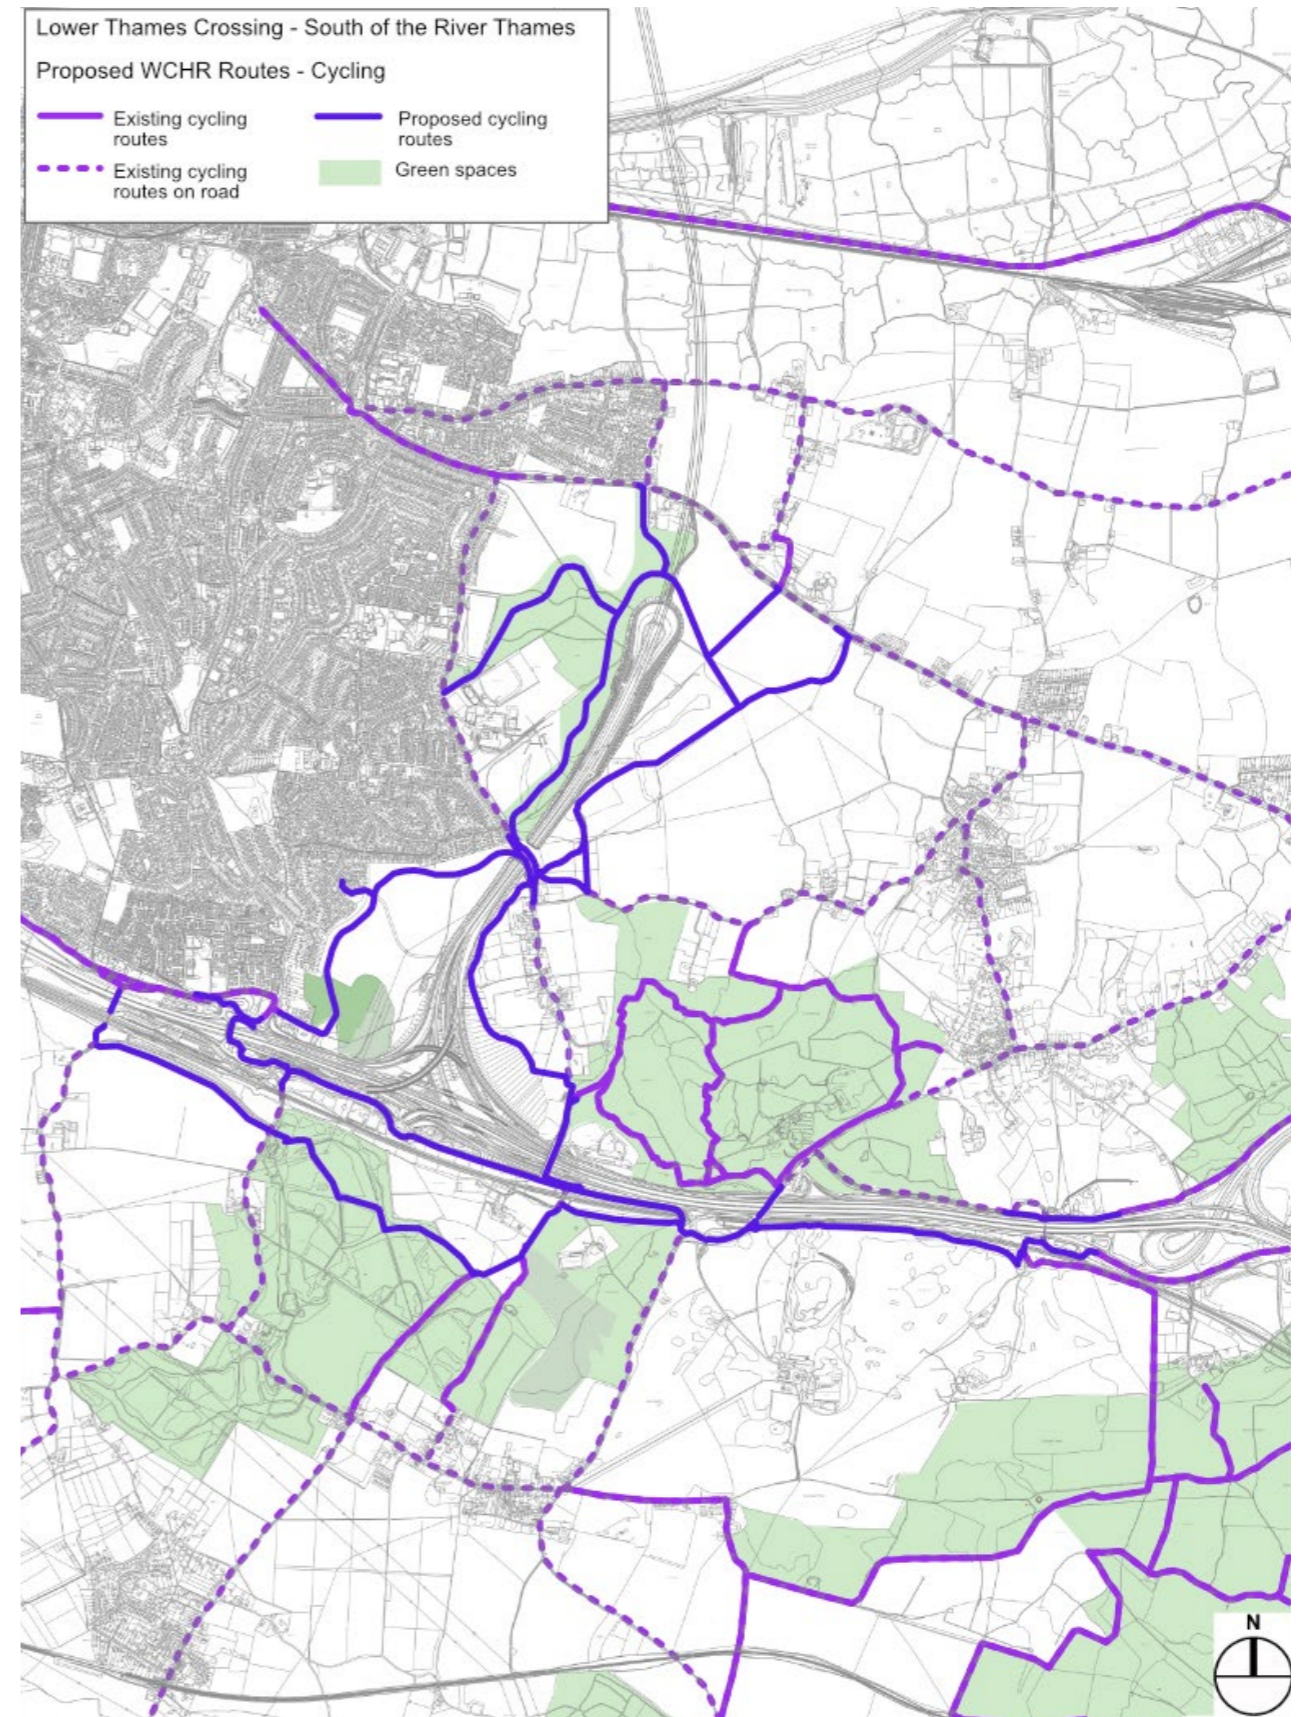 Lower Thames Crossing - South of the River Thames
Proposed WCHR Routes - Cycling
Existing cycling
routes
Proposed cycling
routes
Existing cycling
routes on road
Green spaces
N